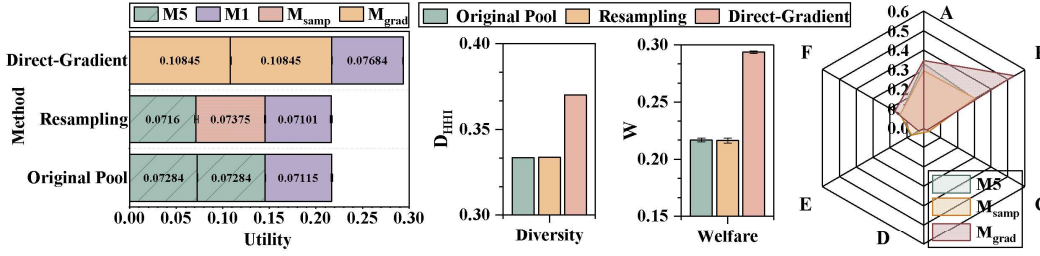 M5 M1 M_samp M_grad
Method
Direct-Gradient
0.10845 0.10845 0.07684
Resampling
0.0716 0.07375 0.07101
Original Pool
0.07284 0.07284 0.07115
0.00 0.05 0.10 0.15 0.20 0.25 0.30
Utility
Original Pool Resampling Direct-Gradient
D_HHI
0.40
0.35
0.30
Diversity
W
0.30
0.25
0.20
0.15
Welfare
0.6
0.5
0.4
0.3
0.2
0.1
A
F
E
D
M5
M_samp
M_grad